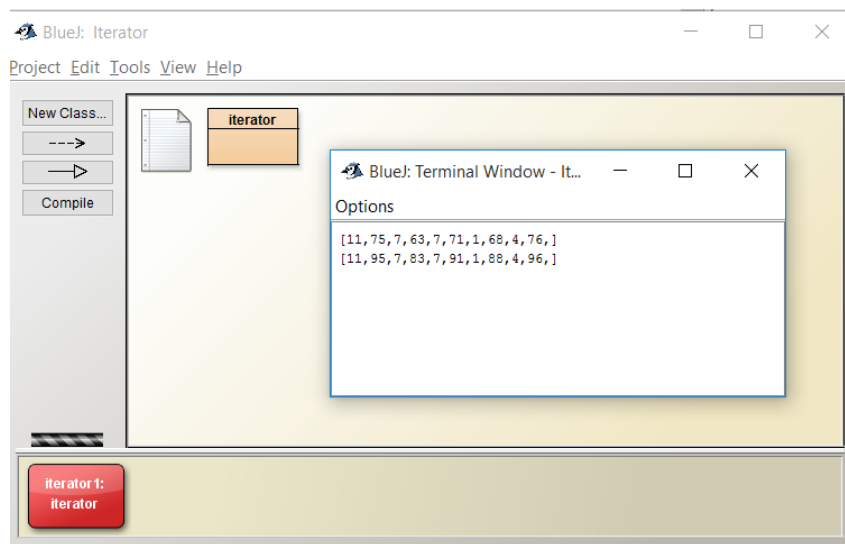 BlueJ: Iterator
Project Edit Tools View Help
New Class...
Compile
iterator
BlueJ: Terminal Window - It...
Options
[11,75,7,63,7,71,1,68,4,76,]
[11,95,7,83,7,91,1,88,4,96,]
iterator1:
iterator